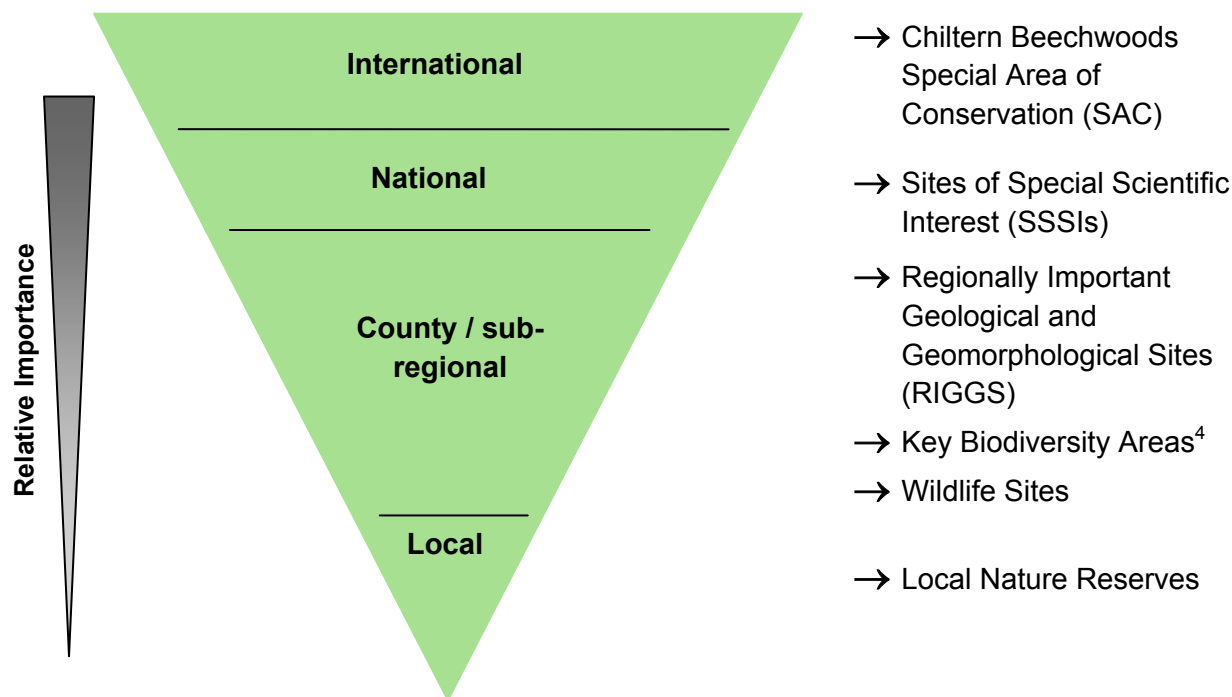 International
→ Chiltern Beechwoods
Special Area of
Conservation (SAC)
National
→ Sites of Special Scientific
Interest (SSSIs)
Relative Importance
County / sub-
regional
→ Regionally Important
Geological and
Geomorphological Sites
(RIGGS)
→ Key Biodiversity Areas⁴
→ Wildlife Sites
Local
→ Local Nature Reserves